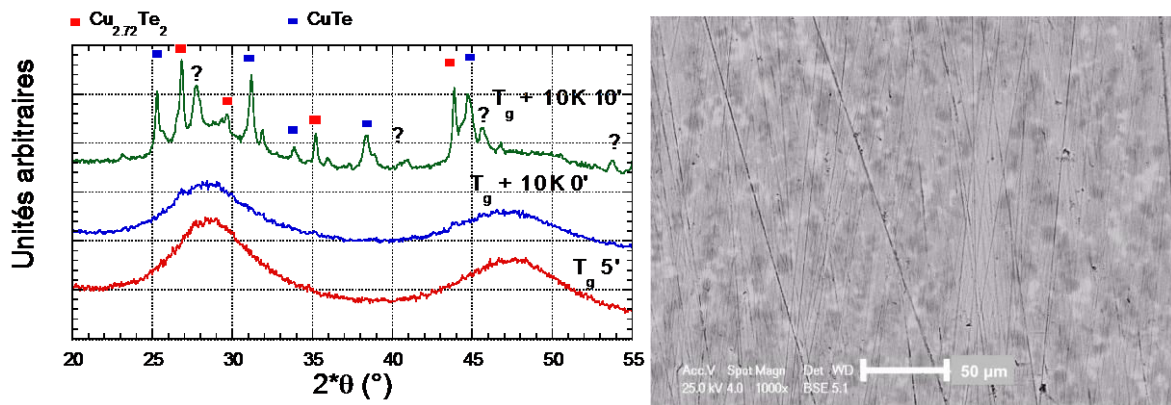 Cu2.72Te2
CuTe
Unités arbitraires
?
Tg + 10K 10'
?
?
?
Tg + 10K 0'
Tg 5'
20 25 30 35 40 45 50 55
2*θ (°)
Acc.V Spot Magn Det WD
25.0 kV 4.0 1000x BSE 5.1
50 µm